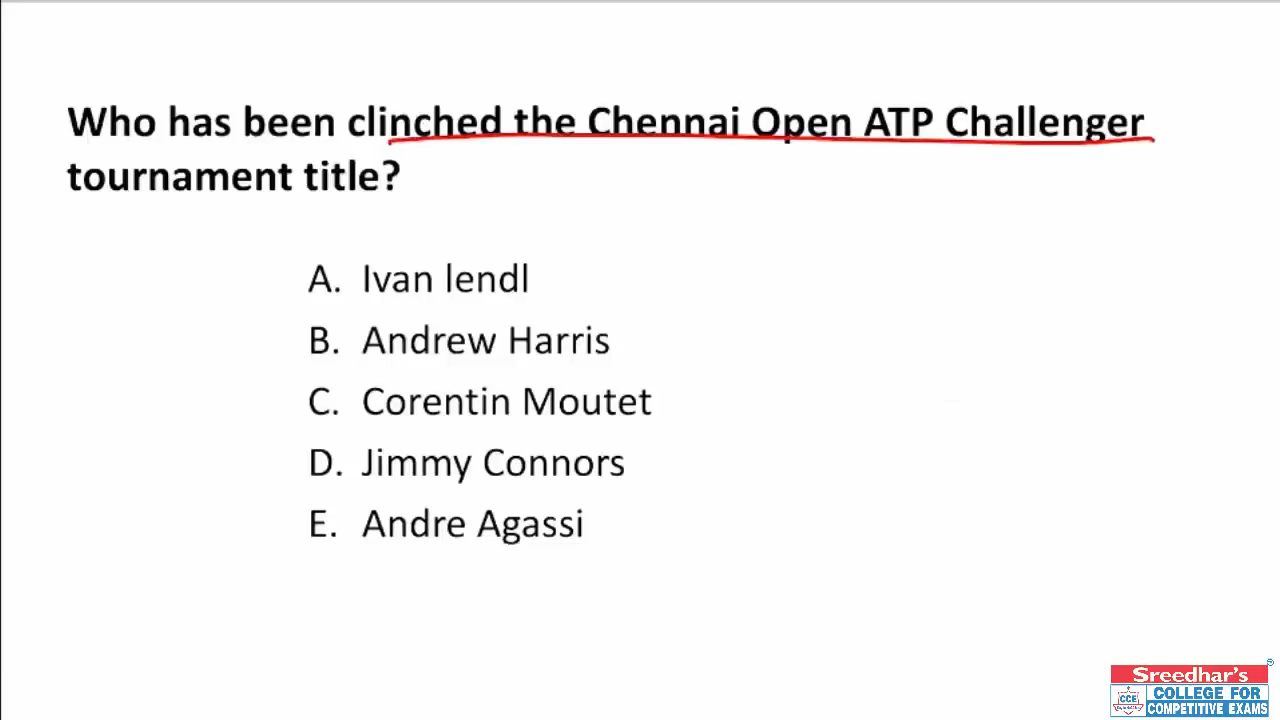 Who has been clinched the Chennai Open ATP Challenger
tournament title?
A. Ivan lendl
B. Andrew Harris
C. Corentin Moutet
D. Jimmy Connors
E. Andre Agassi
Sreedhar's
CCE
COLLEGE FOR
COMPETITIVE EXAMS